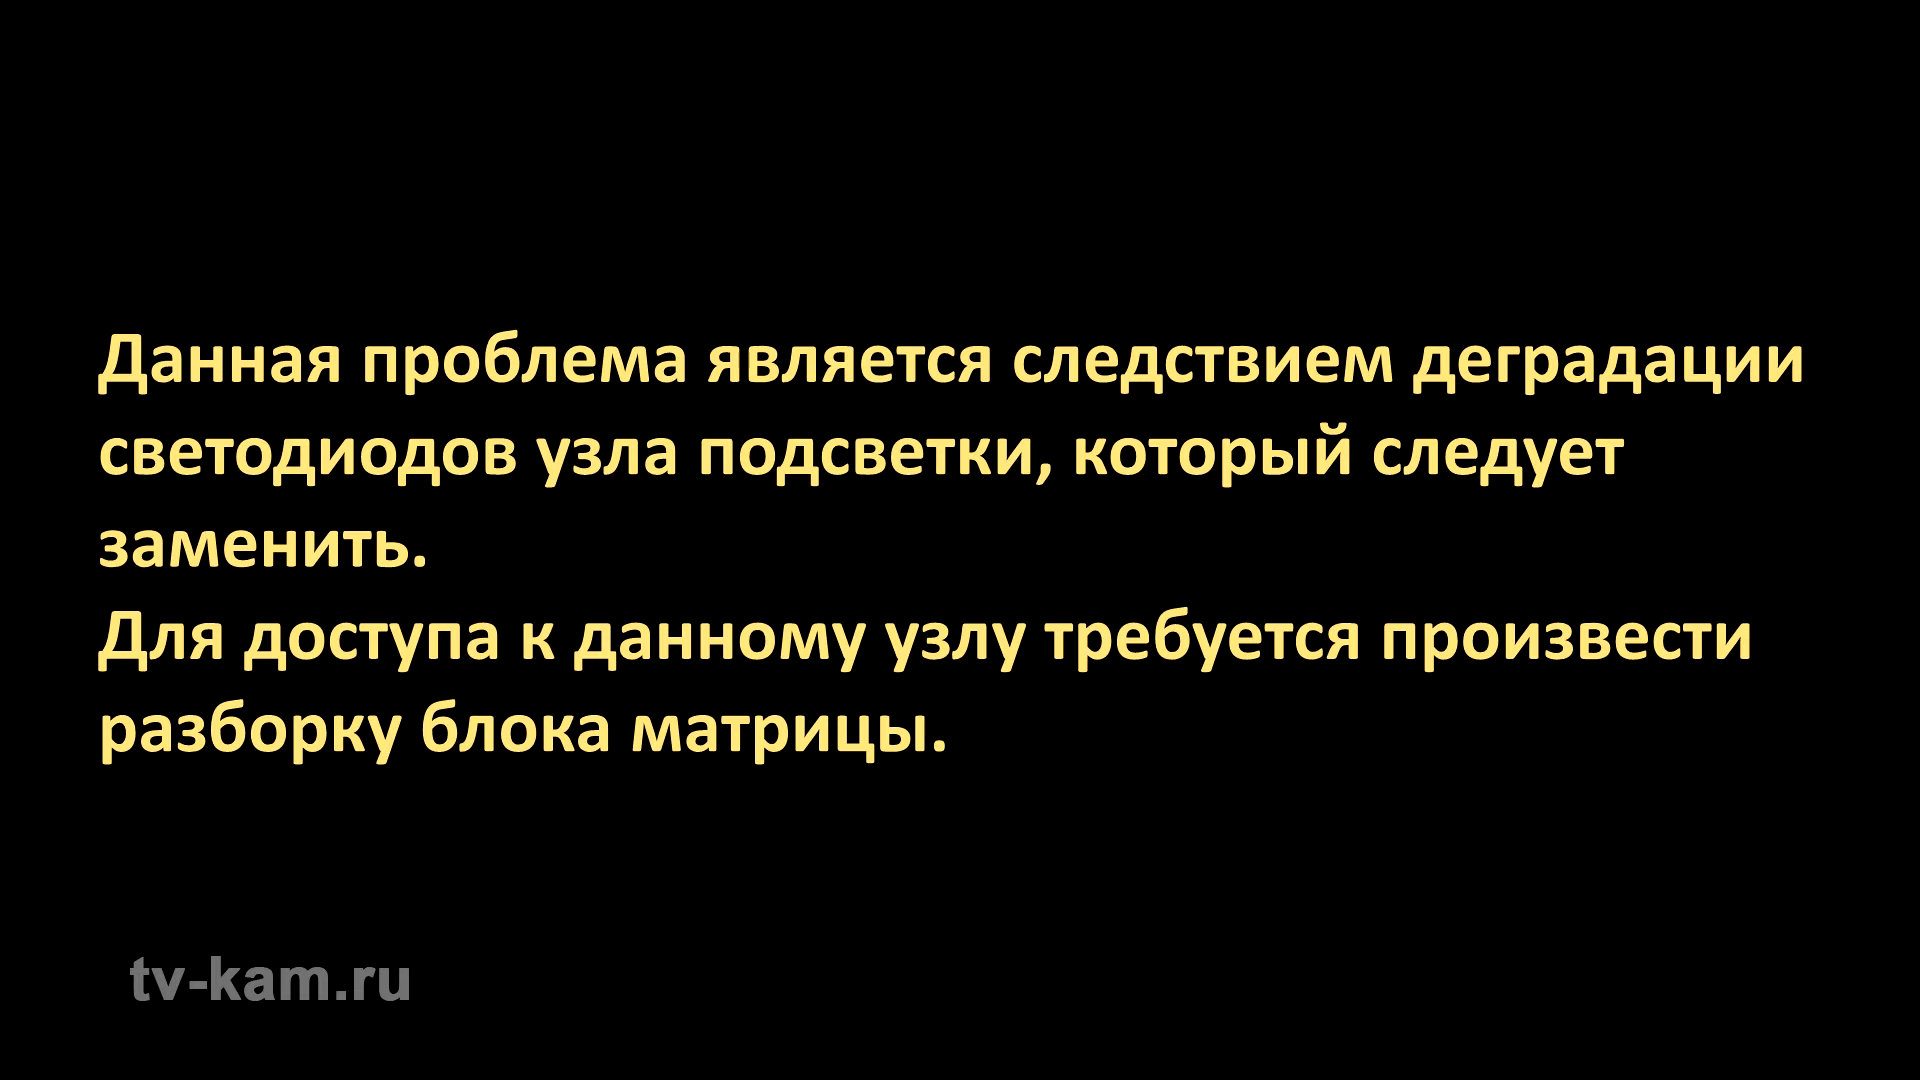 Данная проблема является следствием деградации
светодиодов узла подсветки, который следует
заменить.
Для доступа к данному узлу требуется произвести
разборку блока матрицы.
tv-kam.ru